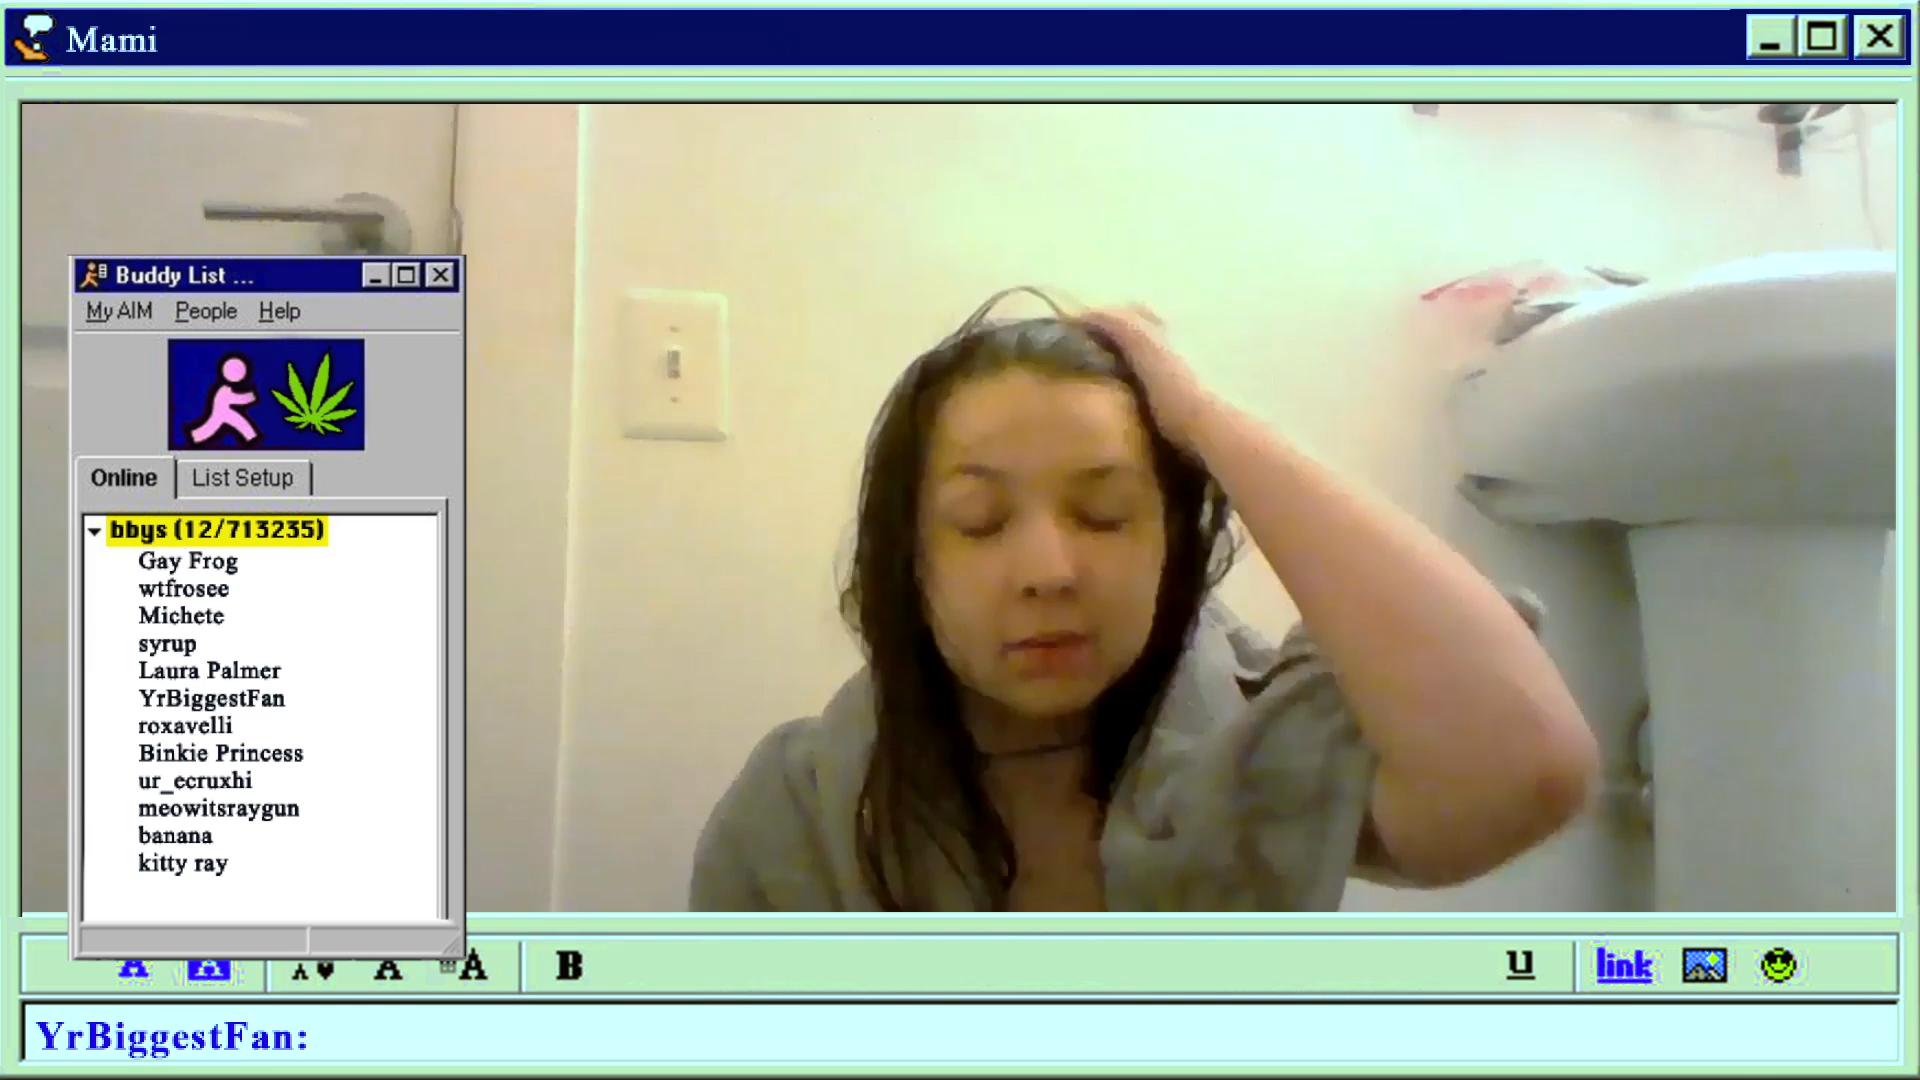 Mami
Buddy List ...
My AIM People Help
Online List Setup
bbys (12/713235)
Gay Frog
wtfrosee
Michete
syrup
Laura Palmer
YrBiggestFan
roxavelli
Binkie Princess
ur_ecruxhi
meowitsraygun
banana
kitty ray
A A A A A B U link
YrBiggestFan: